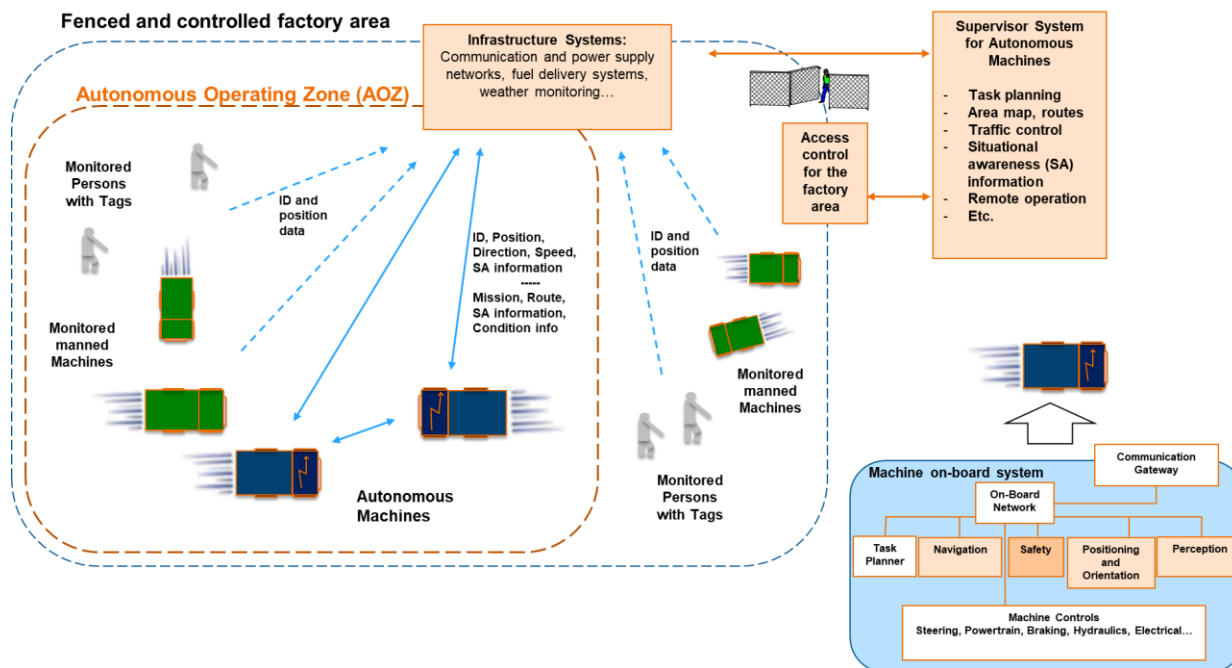 Fenced and controlled factory area
Infrastructure Systems:
Communication and power supply
networks, fuel delivery systems,
weather monitoring…
Supervisor System
for Autonomous
Machines
- Task planning
- Area map, routes
- Traffic control
- Situational
awareness (SA)
information
- Remote operation
- Etc.
Autonomous Operating Zone (AOZ)
Access
control for
the factory
area
Monitored
Persons
with Tags
ID and
position
data
ID, Position,
Direction, Speed,
SA information
-----
Mission, Route,
SA information,
Condition info
ID and
position
data
Monitored
manned
Machines
Monitored
manned
Machines
Autonomous
Machines
Monitored
Persons
with Tags
Machine on-board system
Communication
Gateway
On-Board
Network
Task
Planner
Navigation
Safety
Positioning
and
Orientation
Perception
Machine Controls
Steering, Powertrain, Braking, Hydraulics, Electrical…